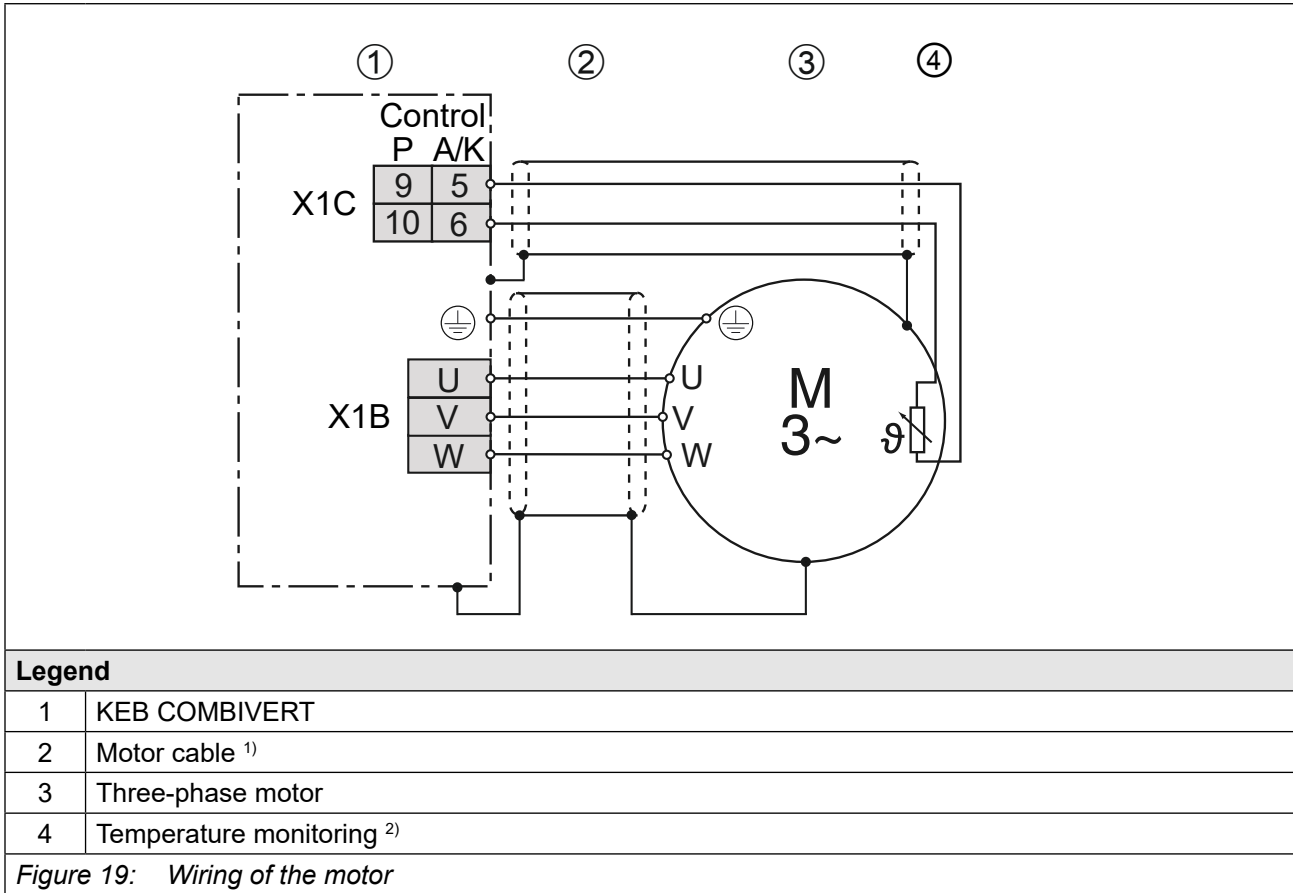 ① ② ③ ④
Control
P A/K
X1C
9 5
10 6
U
X1B V
W
U
V
W
M
3~
ϑ
Legend
1 KEB COMBIVERT
2 Motor cable 1)
3 Three-phase motor
4 Temperature monitoring 2)
Figure 19: Wiring of the motor